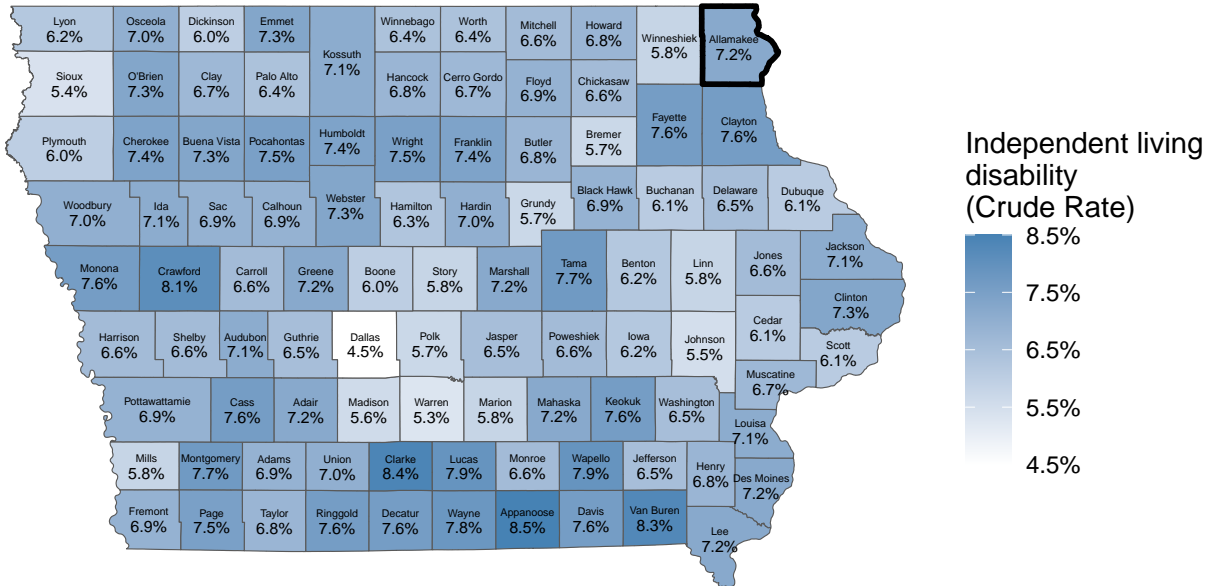 Lyon
6.2%
Osceola
7.0%
Dickinson
6.0%
Emmet
7.3%
Kossuth
7.1%
Winnebago
6.4%
Worth
6.4%
Mitchell
6.6%
Howard
6.8%
Winneshiek
5.8%
Allamakee
7.2%
Sioux
5.4%
O'Brien
7.3%
Clay
6.7%
Palo Alto
6.4%
Hancock
6.8%
Cerro Gordo
6.7%
Floyd
6.9%
Chickasaw
6.6%
Fayette
7.6%
Clayton
7.6%
Plymouth
6.0%
Cherokee
7.4%
Buena Vista
7.3%
Pocahontas
7.5%
Humboldt
7.4%
Wright
7.5%
Franklin
7.4%
Butler
6.8%
Bremer
5.7%
Woodbury
7.0%
Ida
7.1%
Sac
6.9%
Calhoun
6.9%
Webster
7.3%
Hamilton
6.3%
Hardin
7.0%
Grundy
5.7%
Black Hawk
6.9%
Buchanan
6.1%
Delaware
6.5%
Dubuque
6.1%
Monona
7.6%
Crawford
8.1%
Carroll
6.6%
Greene
7.2%
Boone
6.0%
Story
5.8%
Marshall
7.2%
Tama
7.7%
Benton
6.2%
Linn
5.8%
Jones
6.6%
Jackson
7.1%
Clinton
7.3%
Harrison
6.6%
Shelby
6.6%
Audubon
7.1%
Guthrie
6.5%
Dallas
4.5%
Polk
5.7%
Jasper
6.5%
Poweshiek
6.6%
Iowa
6.2%
Johnson
5.5%
Cedar
6.1%
Scott
6.1%
Muscatine
6.7%
Pottawattamie
6.9%
Cass
7.6%
Adair
7.2%
Madison
5.6%
Warren
5.3%
Marion
5.8%
Mahaska
7.2%
Keokuk
7.6%
Washington
6.5%
Louisa
7.1%
Mills
5.8%
Montgomery
7.7%
Adams
6.9%
Union
7.0%
Clarke
8.4%
Lucas
7.9%
Monroe
6.6%
Wapello
7.9%
Jefferson
6.5%
Henry
6.8%
Des Moines
7.2%
Fremont
6.9%
Page
7.5%
Taylor
6.8%
Ringgold
7.6%
Decatur
7.6%
Wayne
7.8%
Appanoose
8.5%
Davis
7.6%
Van Buren
8.3%
Lee
7.2%
Independent living
disability
(Crude Rate)
8.5%
7.5%
6.5%
5.5%
4.5%